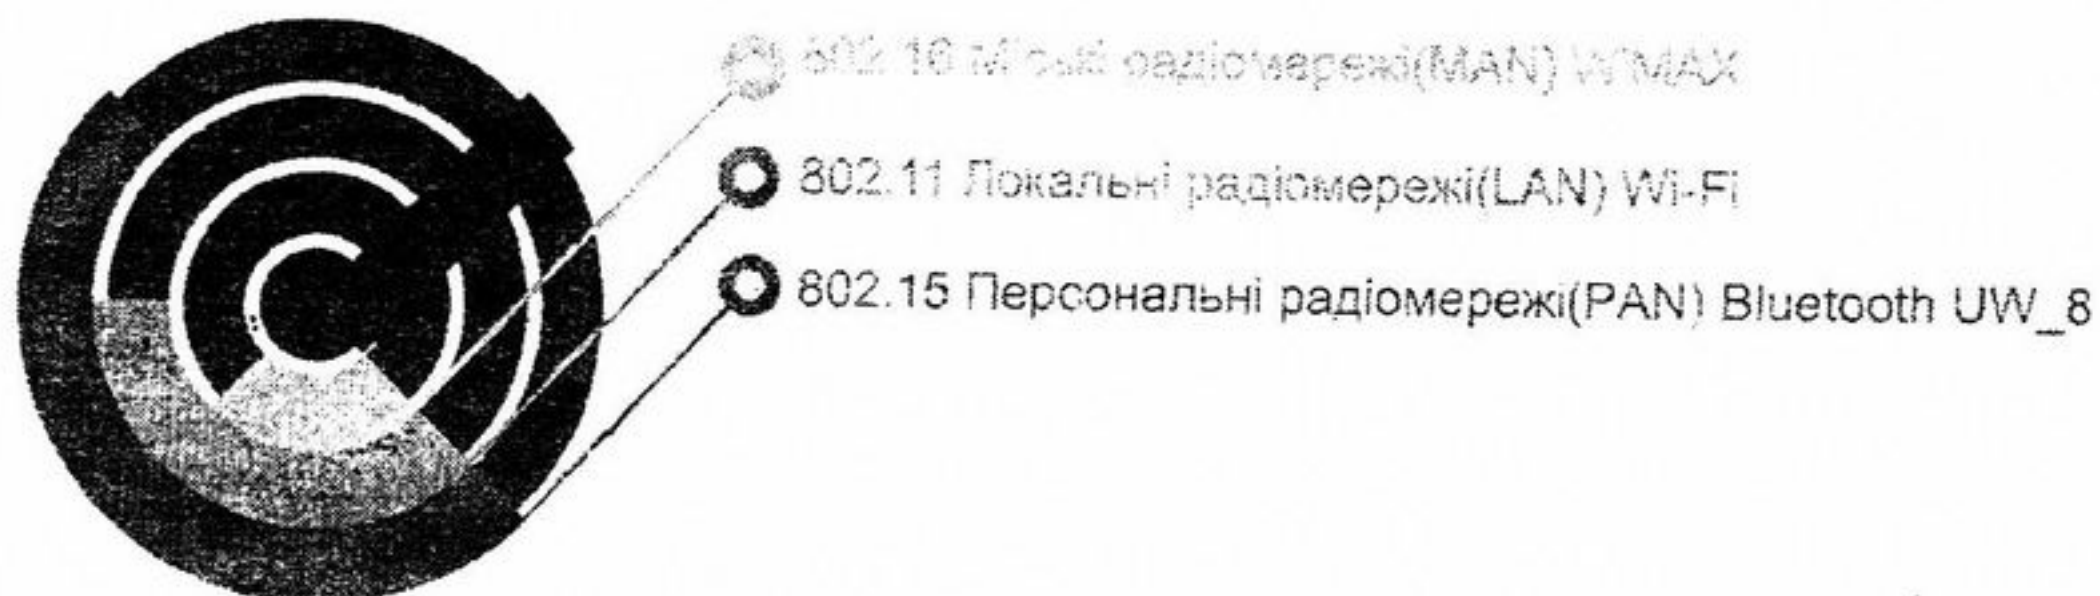 802.16 Міські радіомережі(MAN) WiMAX
802.11 Локальні радіомережі(LAN) Wi-Fi
802.15 Персональні радіомережі(PAN) Bluetooth UW_8